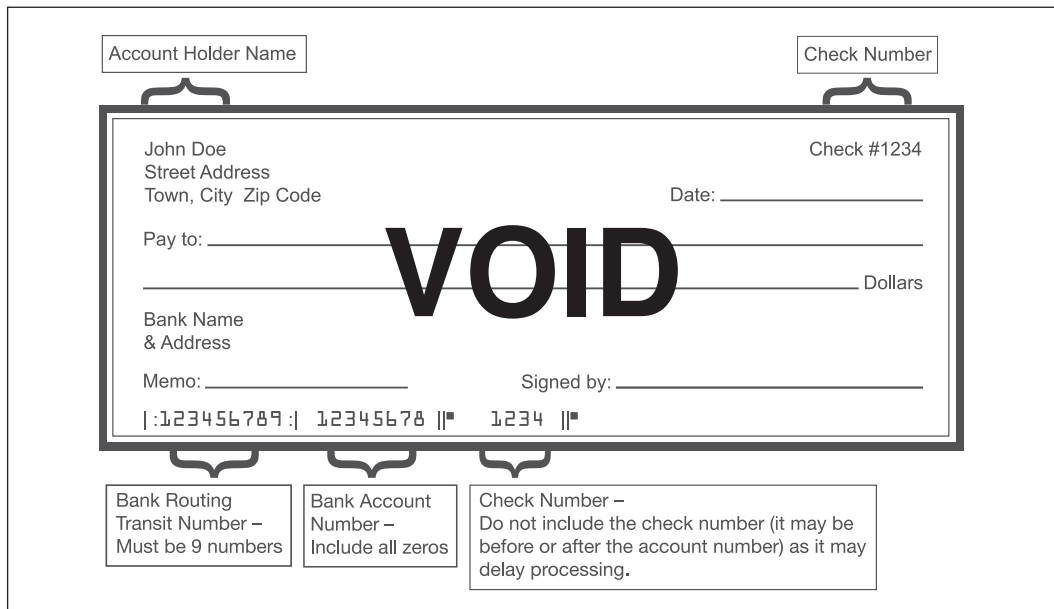 Account Holder Name
Check Number
John Doe
Check #1234
Street Address
Town, City Zip Code
Date:
Pay to:
VOID
Dollars
Bank Name
& Address
Memo:
Signed by:
|:123456789:| 12345678 ||■ 1234 ||■
Bank Routing
Transit Number –
Must be 9 numbers
Bank Account
Number –
Include all zeros
Check Number –
Do not include the check number (it may be
before or after the account number) as it may
delay processing.